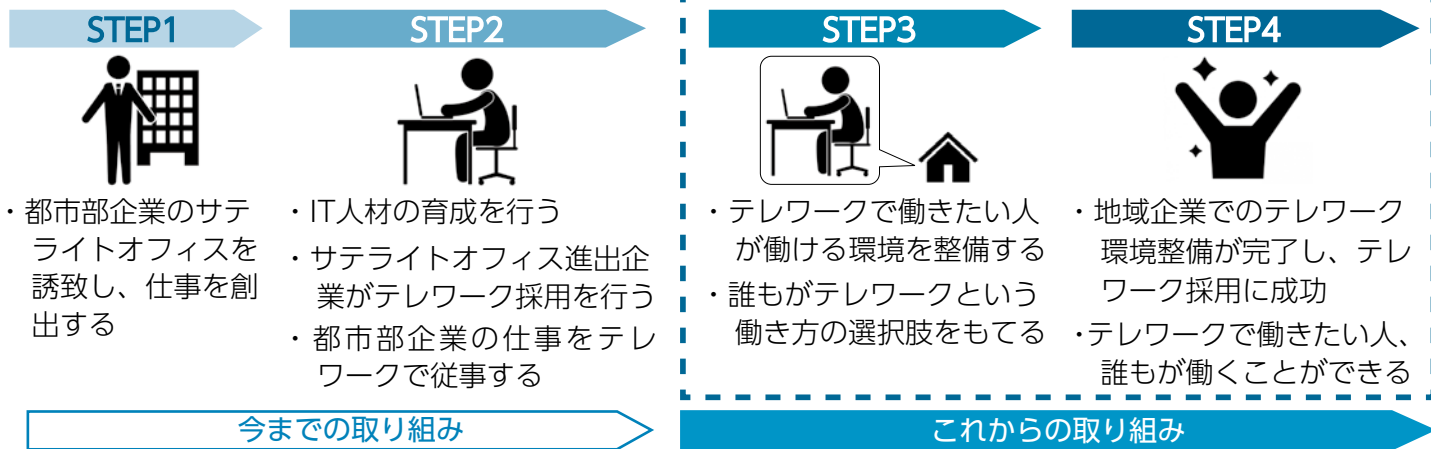 STEP1
・都市部企業のサテ
ライトオフィスを
誘致し、仕事を創
出する
STEP2
・IT人材の育成を行う
・サテライトオフィス進出企
業がテレワーク採用を行う
・都市部企業の仕事をテレ
ワークで従事する
STEP3
・テレワークで働きたい人
が働ける環境を整備する
・誰もがテレワークという
働き方の選択肢をもてる
STEP4
・地域企業でのテレワーク
環境整備が完了し、テレ
ワーク採用に成功
・テレワークで働きたい人、
誰もが働くことができる
今までの取り組み
これからの取り組み